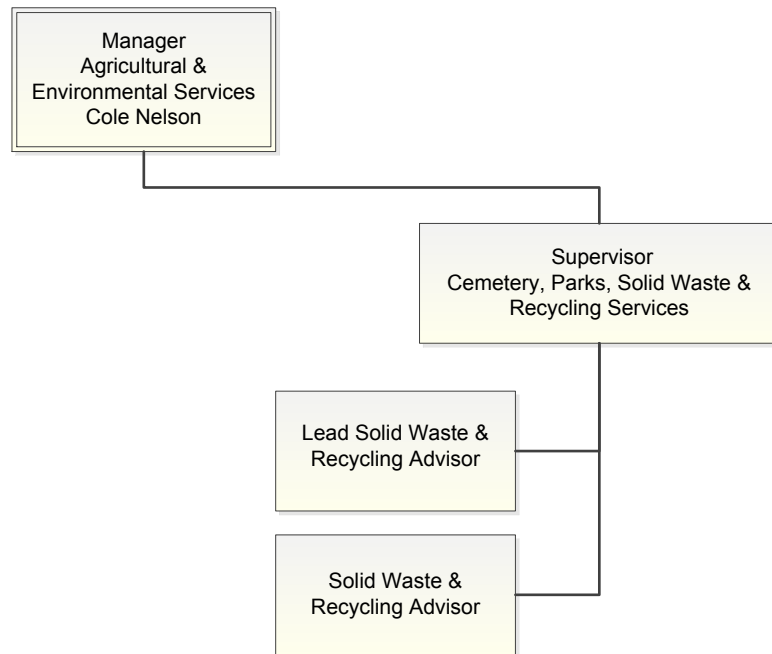 Manager
Agricultural &
Environmental Services
Cole Nelson
Supervisor
Cemetery, Parks, Solid Waste &
Recycling Services
Lead Solid Waste &
Recycling Advisor
Solid Waste &
Recycling Advisor